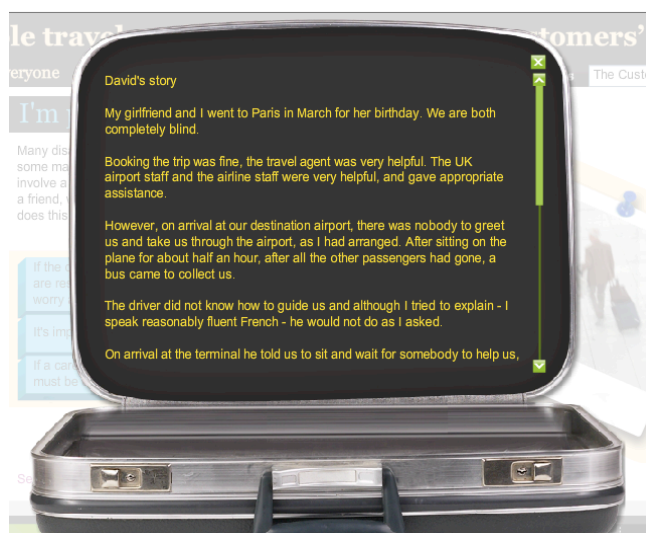 le trav
tomers'
veryone
The Cust
I'm
Many dis
some ma
involve a
a friend, w
does this
David's story
My girlfriend and I went to Paris in March for her birthday. We are both
completely blind.
Booking the trip was fine, the travel agent was very helpful. The UK
airport staff and the airline staff were very helpful, and gave appropriate
assistance.
However, on arrival at our destination airport, there was nobody to greet
us and take us through the airport, as I had arranged. After sitting on the
plane for about half an hour, after all the other passengers had gone, a
bus came to collect us.
The driver did not know how to guide us and although I tried to explain - I
speak reasonably fluent French - he would not do as I asked.
On arrival at the terminal he told us to sit and wait for somebody to help us,
If the c
are re
worry
it's imp
If a car
must be
Se